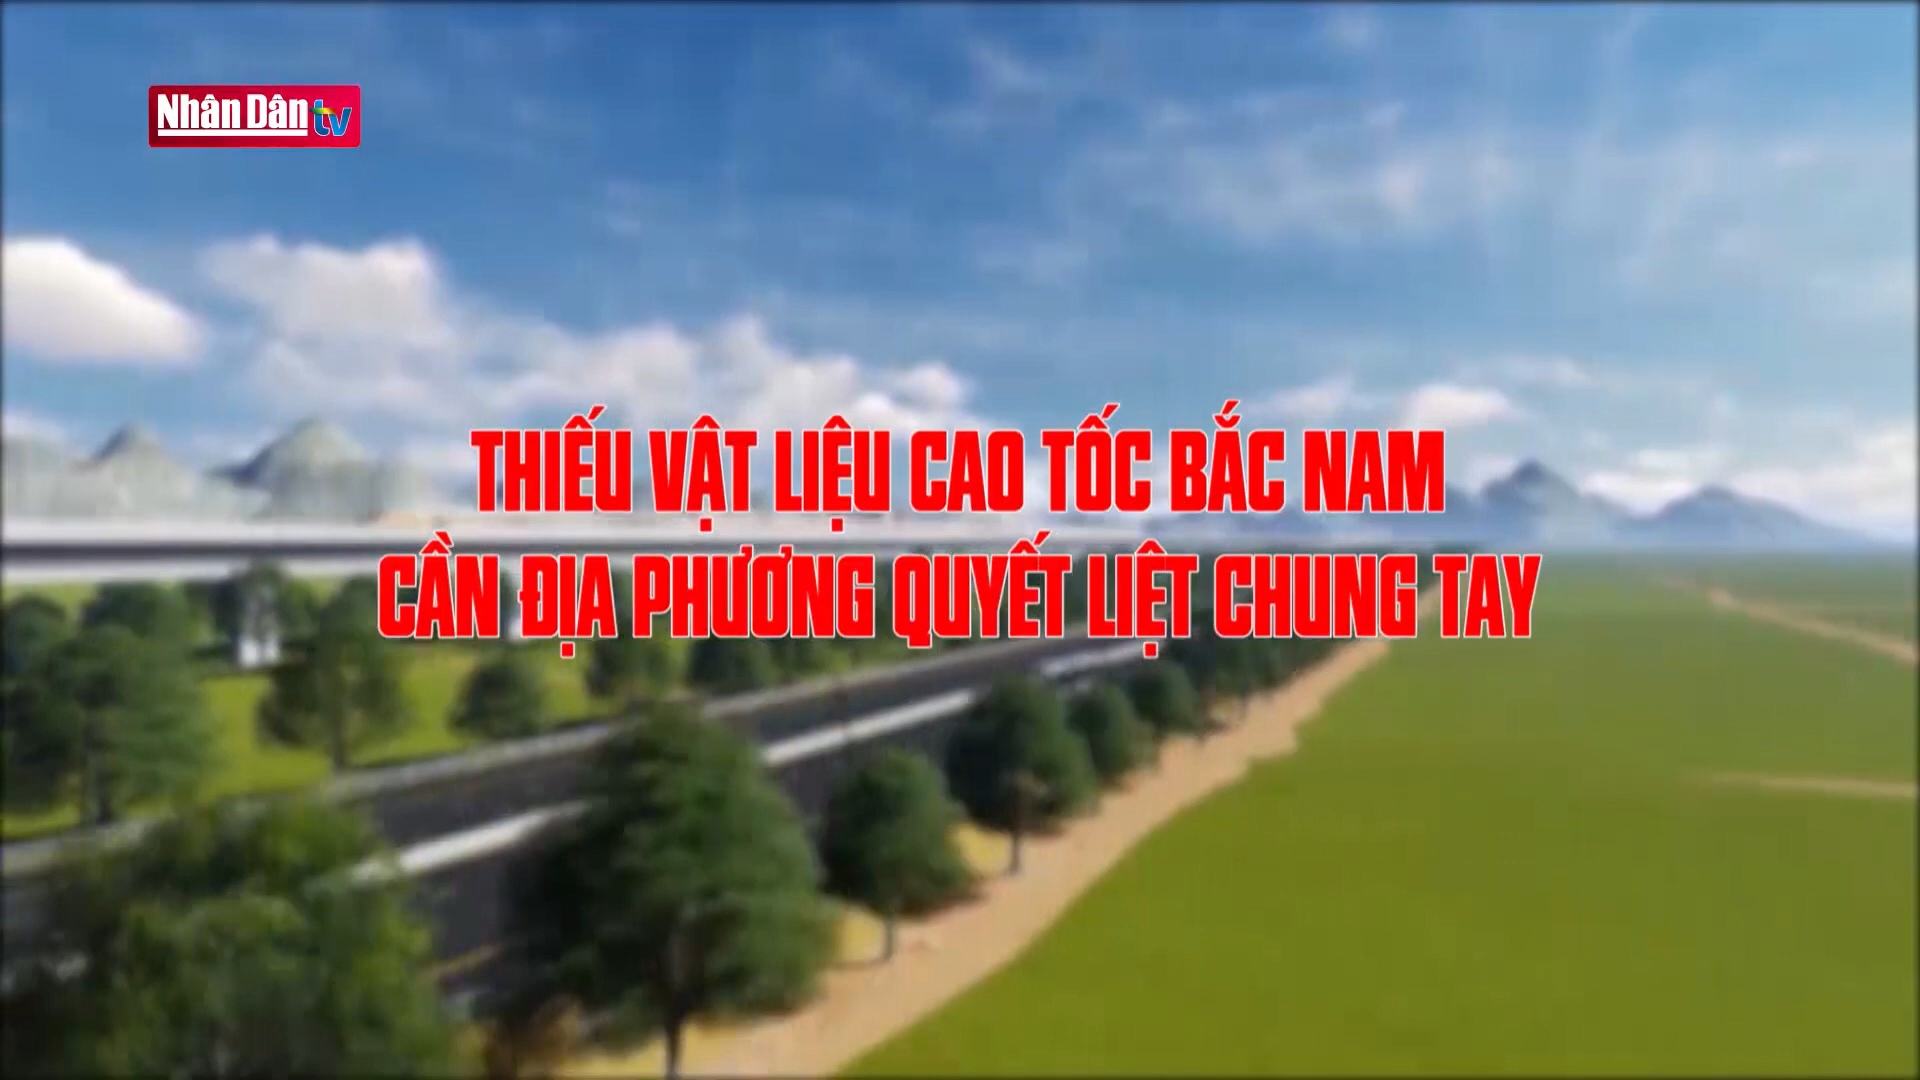 Nhân Dân tv
THIẾU VẬT LIỆU CAO TỐC BẮC NAM
CẦN ĐỊA PHƯƠNG QUYẾT LIỆT CHUNG TAY